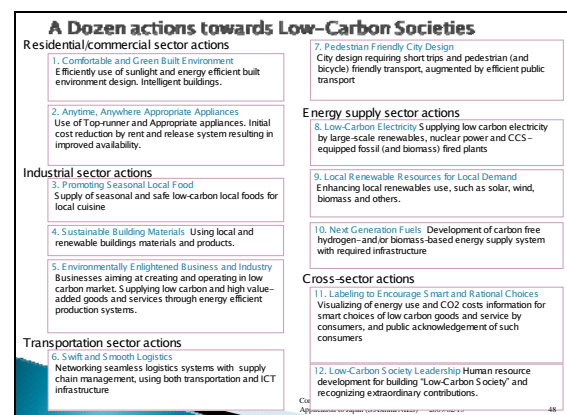 A Dozen actions towards Low-Carbon Societies
Residential/commercial sector actions
1. Comfortable and Green Built Environment
Efficiently use of sunlight and energy efficient built
environment design. Intelligent buildings.
2. Anytime, Anywhere Appropriate Appliances
Use of Top-runner and Appropriate appliances. Initial
cost reduction by rent and release system resulting in
improved availability.
Industrial sector actions
3. Promoting Seasonal Local Food
Supply of seasonal and safe low-carbon local foods for
local cuisine
4. Sustainable Building Materials Using local and
renewable buildings materials and products.
5. Environmentally Enlightened Business and Industry
Businesses aiming at creating and operating in low
carbon market. Supplying low carbon and high value-
added goods and services through energy efficient
production systems.
Transportation sector actions
6. Swift and Smooth Logistics
Networking seamless logistics systems with supply
chain management, using both transportation and ICT
infrastructure
7. Pedestrian Friendly City Design
City design requiring short trips and pedestrian (and
bicycle) friendly transport, augmented by efficient public
transport
Energy supply sector actions
8. Low-Carbon Electricity Supplying low carbon electricity
by large-scale renewables, nuclear power and CCS-
equipped fossil (and biomass) fired plants
9. Local Renewable Resources for Local Demand
Enhancing local renewables use, such as solar, wind,
biomass and others.
10. Next Generation Fuels Development of carbon free
hydrogen- and/or biomass-based energy supply system
with required infrastructure
Cross-sector actions
11. Labeling to Encourage Smart and Rational Choices
Visualizing of energy use and CO2 costs information for
smart choices of low carbon goods and service by
consumers, and public acknowledgement of such
consumers
12. Low-Carbon Society Leadership Human resource
development for building "Low-Carbon Society" and
recognizing extraordinary contributions.
48